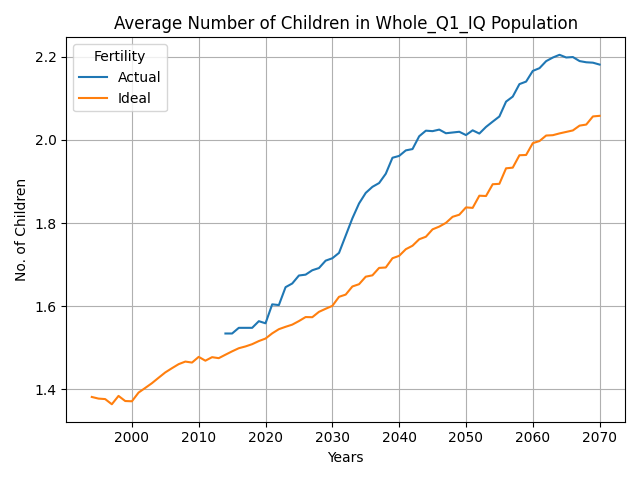 Average Number of Children in Whole_Q1_IQ Population
Fertility
Actual
Ideal
No. of Children
2.2
2.0
1.8
1.6
1.4
2000 2010 2020 2030 2040 2050 2060 2070
Years